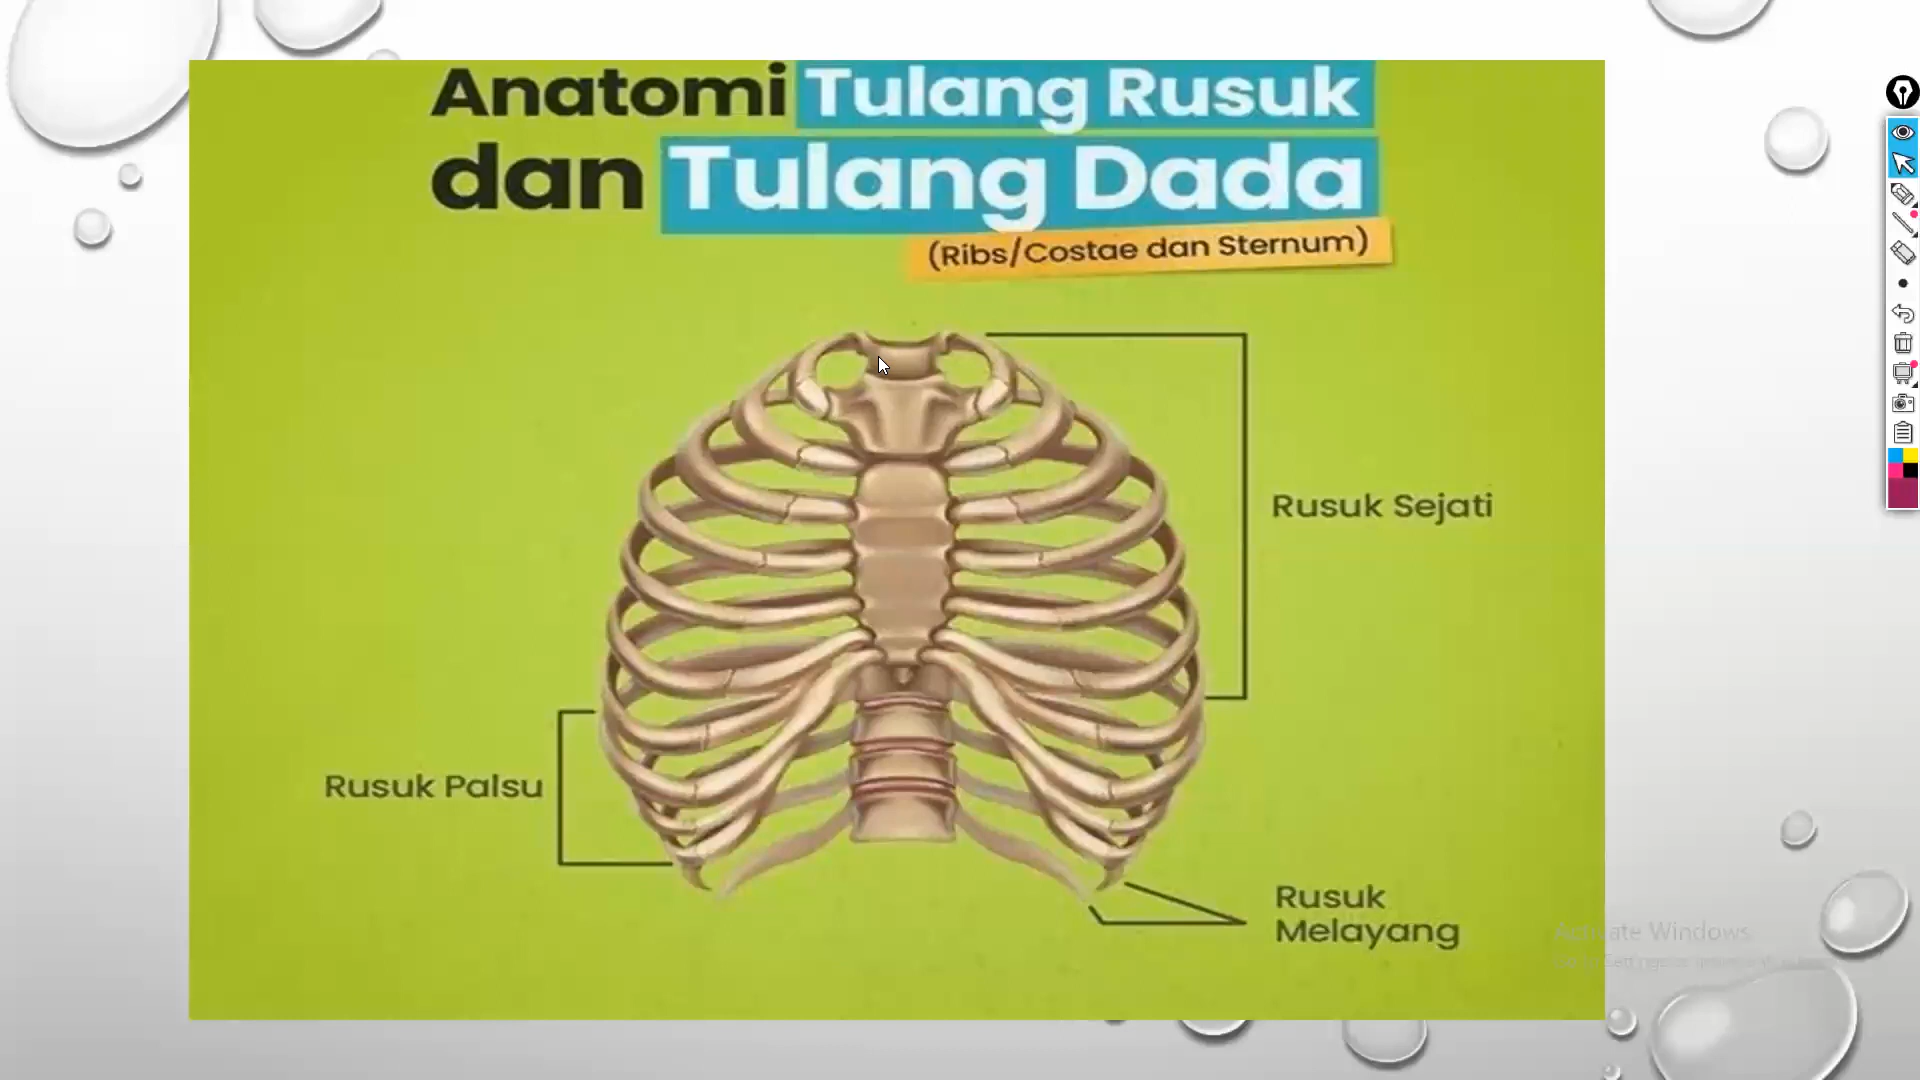 Anatomi Tulang Rusuk
dan Tulang Dada
(Ribs/Costae dan Sternum)
Rusuk Sejati
Rusuk Palsu
Rusuk
Melayang
Activate Windows